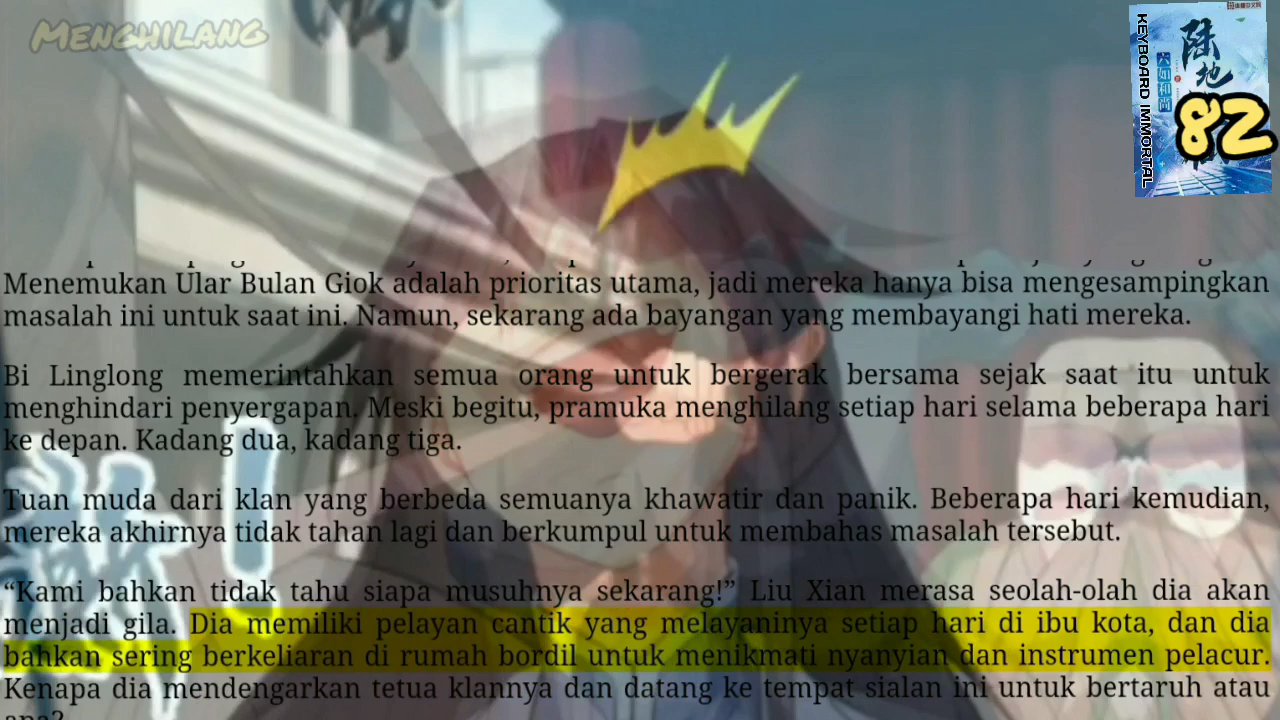 MENGHILANG
KEYBOARD IMMORTAL
陆地
82
Menemukan Ular Bulan Giok adalah prioritas utama, jadi mereka hanya bisa mengesampingkan
masalah ini untuk saat ini. Namun, sekarang ada bayangan yang membayangi hati mereka.
Bi Linglong memerintahkan semua orang untuk bergerak bersama sejak saat itu untuk
menghindari penyergapan. Meski begitu, pramuka menghilang setiap hari selama beberapa hari
ke depan. Kadang dua, kadang tiga.
Tuan muda dari klan yang berbeda semuanya khawatir dan panik. Beberapa hari kemudian,
mereka akhirnya tidak tahan lagi dan berkumpul untuk membahas masalah tersebut.
“Kami bahkan tidak tahu siapa musuhnya sekarang!” Liu Xian merasa seolah-olah dia akan
menjadi gila. Dia memiliki pelayan cantik yang melayaninya setiap hari di ibu kota, dan dia
bahkan sering berkeliaran di rumah bordil untuk menikmati nyanyian dan instrumen pelacur.
Kenapa dia mendengarkan tetua klannya dan datang ke tempat sialan ini untuk bertaruh atau